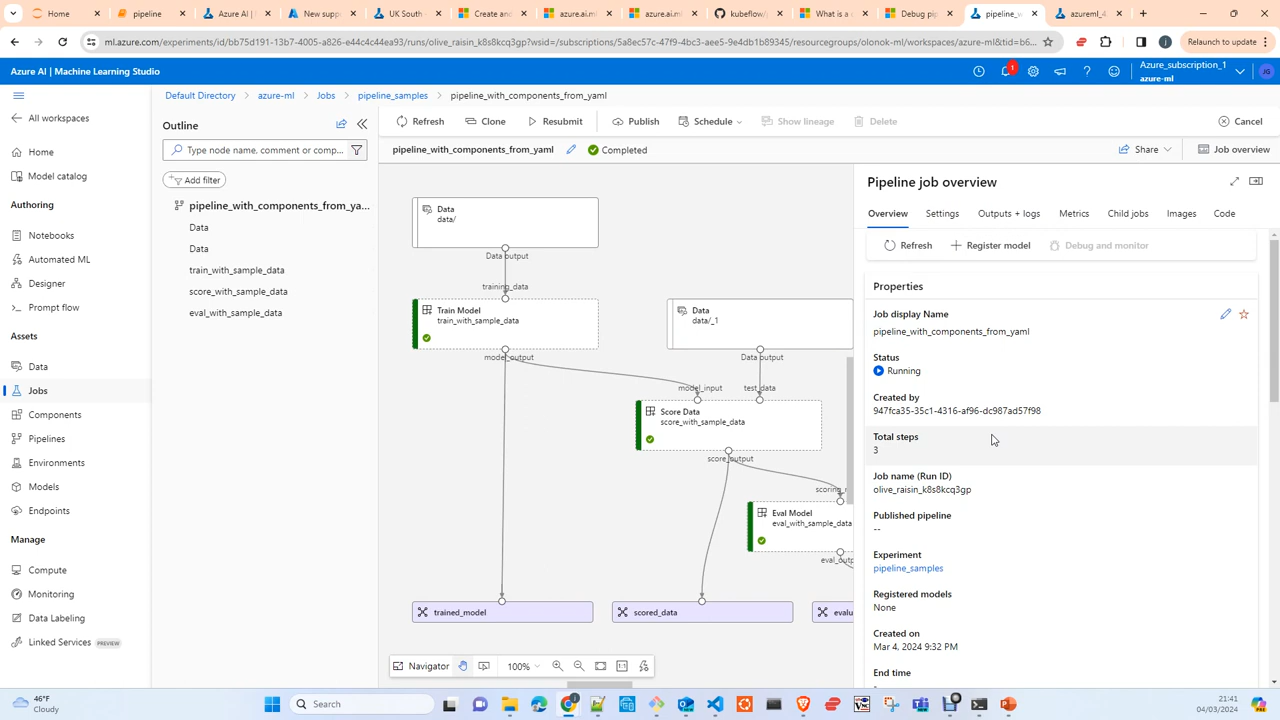 pipeline
Azure AI |
New suppo
UK South
Create and
azure.ai.ml
azure.ai.ml.
kubeflow/p
What is a c
Debug pip
pipeline_w
azureml_4
ml.azure.com/experiments/id/bb75d191-13b7-4005-a826-e44c4c44ea93/runs/olive_raisin_k8s8kcq3gp?wsid=/subscriptions/5a8ec57c-47f9-4bc3-aee5-9e4db1b89345/resourcegroups/olonok-ml/workspaces/azure-ml&tid=b6...
Relaunch to update
Azure AI | Machine Learning Studio
1
Azure_subscription_1
azure-ml
JG
All workspaces
Home
Model catalog
Authoring
Notebooks
Automated ML
Designer
Prompt flow
Assets
Data
Jobs
Components
Pipelines
Environments
Models
Endpoints
Manage
Compute
Monitoring
Data Labeling
Linked Services PREVIEW
Default Directory > azure-ml > Jobs > pipeline_samples > pipeline_with_components_from_yaml
Outline
Type node name, comment or comp...
Add filter
pipeline_with_components_from_ya...
Data
Data
train_with_sample_data
score_with_sample_data
eval_with_sample_data
Refresh Clone Resubmit Publish Schedule Show lineage Delete Cancel
pipeline_with_components_from_yaml Completed Share Job overview
Data
data/
Data output
training_data
Train Model
train_with_sample_data
model_output
Data
data/_1
Data output
model_input
test_data
Score Data
score_with_sample_data
score_output
scoring_r
Eval Model
eval_with_sample_data
eval_outp
trained_model
scored_data
evalu
Navigator
100%
1:1
Pipeline job overview
Overview Settings Outputs + logs Metrics Child jobs Images Code
Refresh + Register model Debug and monitor
Properties
Job display Name
pipeline_with_components_from_yaml
Status
Running
Created by
947fca35-35c1-4316-af96-dc987ad57f98
Total steps
3
Job name (Run ID)
olive_raisin_k8s8kcq3gp
Published pipeline
--
Experiment
pipeline_samples
Registered models
None
Created on
Mar 4, 2024 9:32 PM
End time
46°F
Cloudy
Search
21:41
04/03/2024